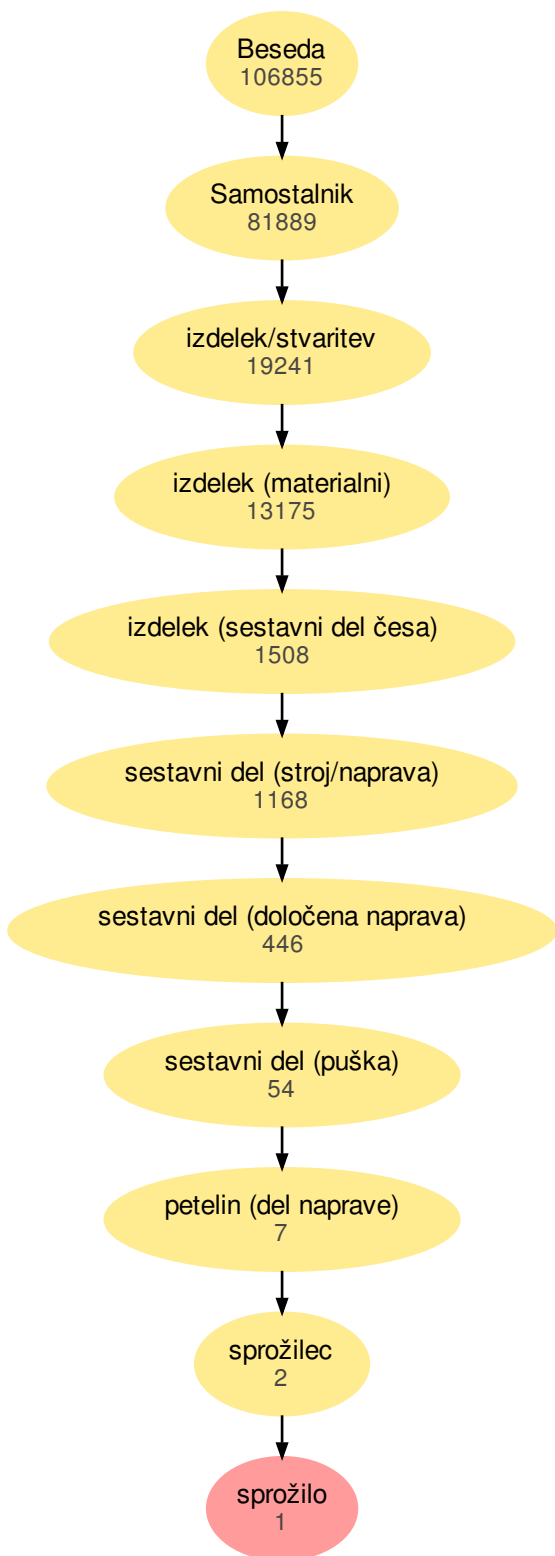 Beseda
106855
Samostalnik
81889
izdelek/stvaritev
19241
izdelek (materialni)
13175
izdelek (sestavni del česa)
1508
sestavni del (stroj/naprava)
1168
sestavni del (določena naprava)
446
sestavni del (puška)
54
petelin (del naprave)
7
sprožilec
2
sprožilo
1